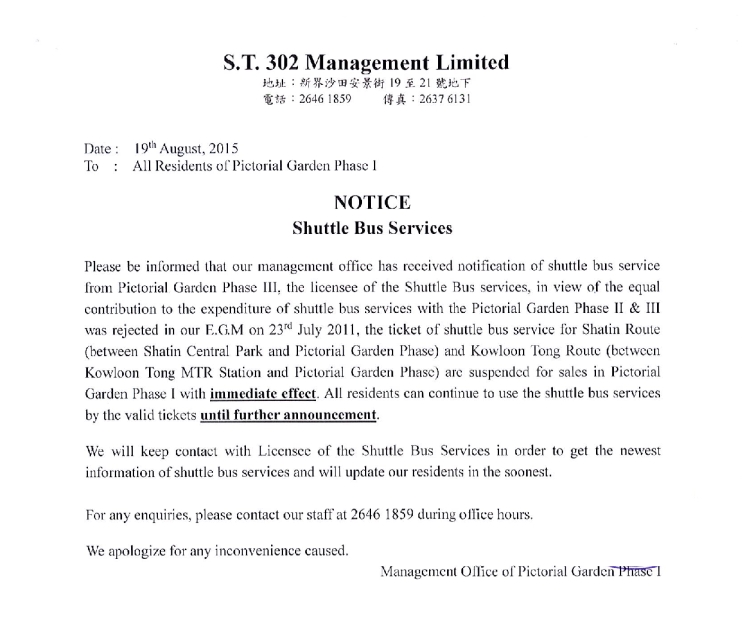 S.T. 302 Management Limited
地址：新界沙田安景街 19 至 21 號地下
電話：2646 1859 傳真：2637 6131
Date : 19th August, 2015
To : All Residents of Pictorial Garden Phase I
NOTICE
Shuttle Bus Services
Please be informed that our management office has received notification of shuttle bus service
from Pictorial Garden Phase III, the licensee of the Shuttle Bus services, in view of the equal
contribution to the expenditure of shuttle bus services with the Pictorial Garden Phase II & III
was rejected in our E.G.M on 23rd July 2011, the ticket of shuttle bus service for Shatin Route
(between Shatin Central Park and Pictorial Garden Phase) and Kowloon Tong Route (between
Kowloon Tong MTR Station and Pictorial Garden Phase) are suspended for sales in Pictorial
Garden Phase I with immediate effect. All residents can continue to use the shuttle bus services
by the valid tickets until further announcement.
We will keep contact with Licensee of the Shuttle Bus Services in order to get the newest
information of shuttle bus services and will update our residents in the soonest.
For any enquiries, please contact our staff at 2646 1859 during office hours.
We apologize for any inconvenience caused.
Management Office of Pictorial Garden Phase I